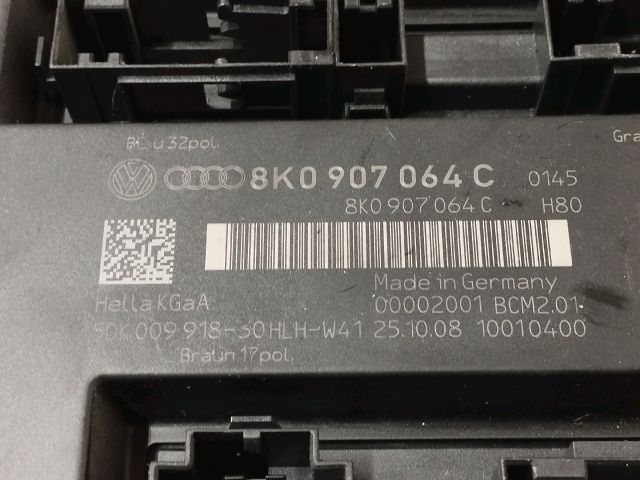 u 32pol. Gra
8K0 907 064 C 0145
8K0 907 064 C H80
Made in Germany
Hella KGaA 00002001 BCM2.01
5DK 009 918-30 HLH-W41 25.10.08 10010400
Braun 17pol.